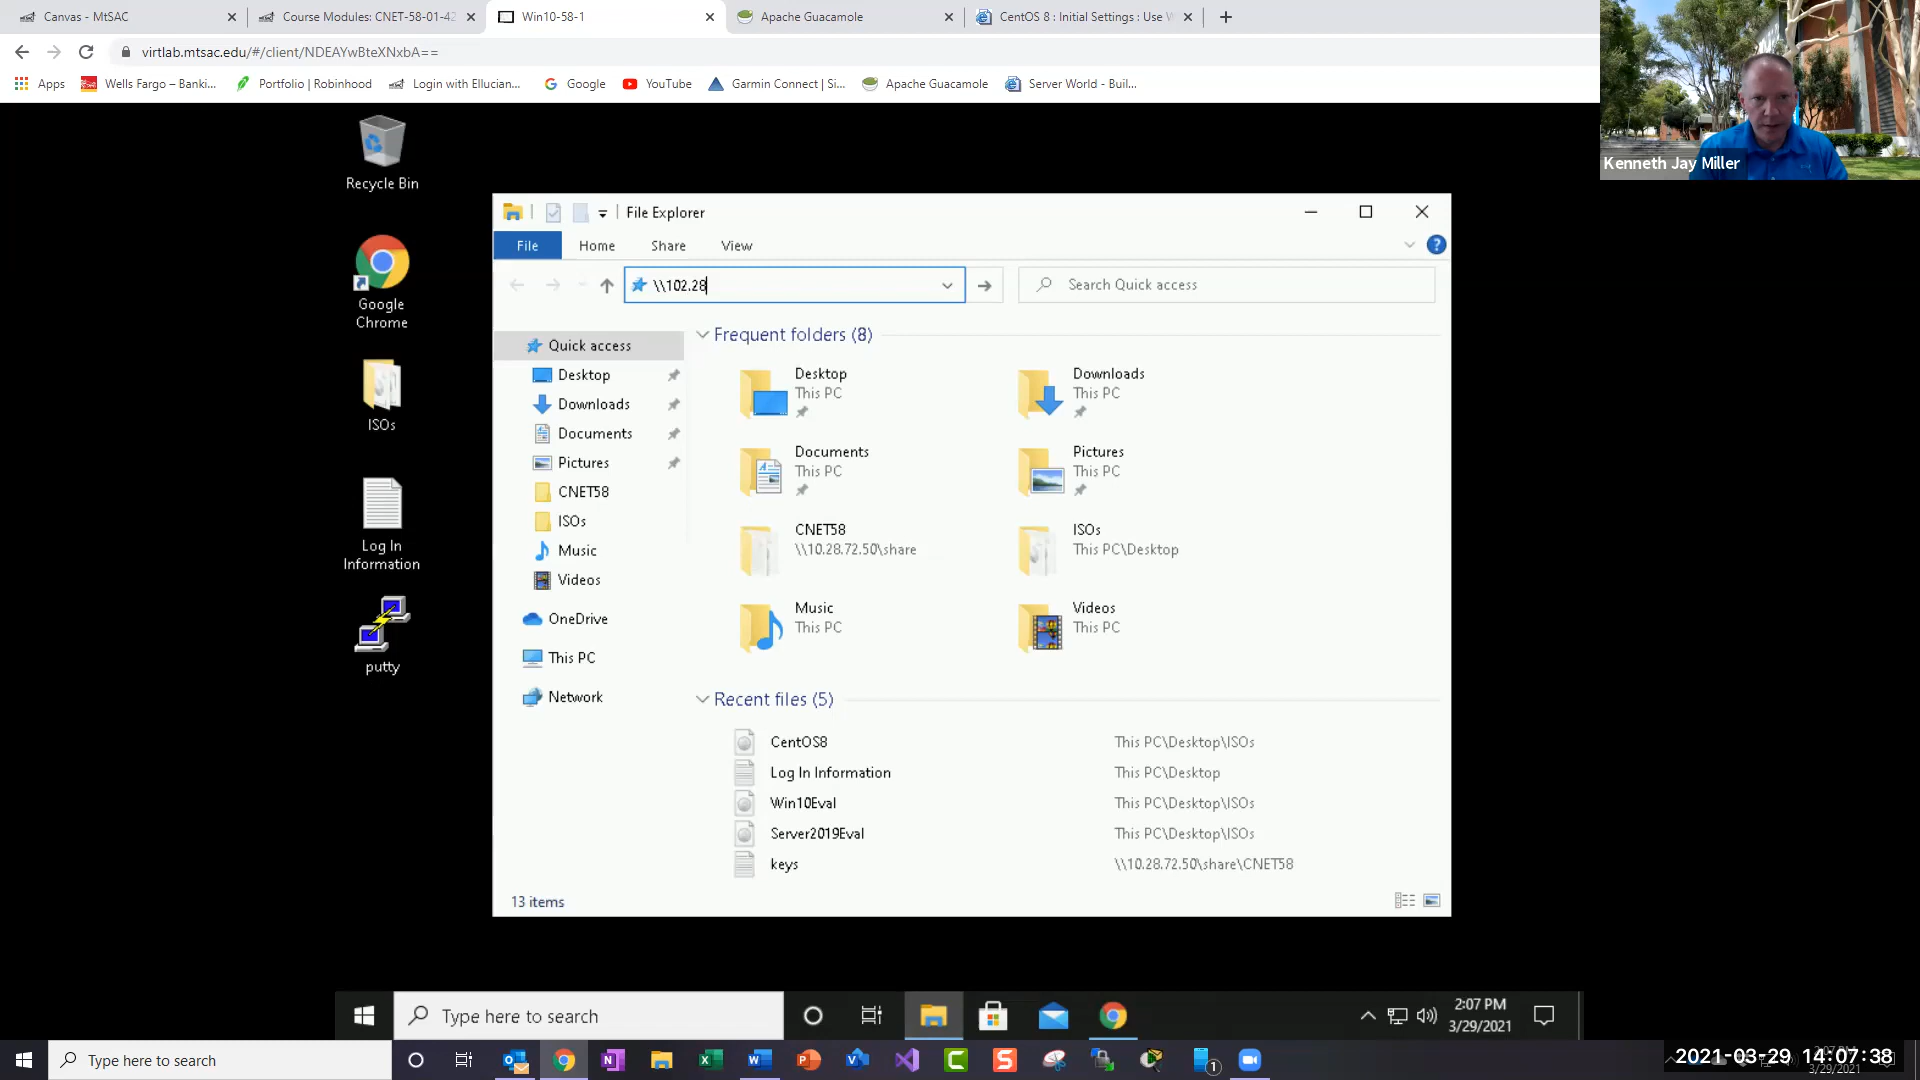 Canvas - MtSAC
Course Modules: CNET-58-01-42
Win10-58-1
Apache Guacamole
CentOS 8 : Initial Settings : Use
virtlab.mtsac.edu/#/client/NDEAYwBteXNxbA==
Apps
Wells Fargo – Banki...
Portfolio | Robinhood
Login with Ellucian...
Google
YouTube
Garmin Connect | Si...
Apache Guacamole
Server World - Buil...
Kenneth Jay Miller
Recycle Bin
Google
Chrome
ISOs
Log In
Information
putty
File Explorer
File
Home
Share
View
\\102.28
Search Quick access
Quick access
Desktop
Downloads
Documents
Pictures
CNET58
ISOs
Music
Videos
OneDrive
This PC
Network
Frequent folders (8)
Desktop
This PC
Downloads
This PC
Documents
This PC
Pictures
This PC
CNET58
\\10.28.72.50\share
ISOs
This PC\Desktop
Music
This PC
Videos
This PC
Recent files (5)
CentOS8
This PC\Desktop\ISOs
Log In Information
This PC\Desktop
Win10Eval
This PC\Desktop\ISOs
Server2019Eval
This PC\Desktop\ISOs
keys
\\10.28.72.50\share\CNET58
13 items
Type here to search
2:07 PM
3/29/2021
Type here to search
2021-03-29 14:07:38
3/29/2021